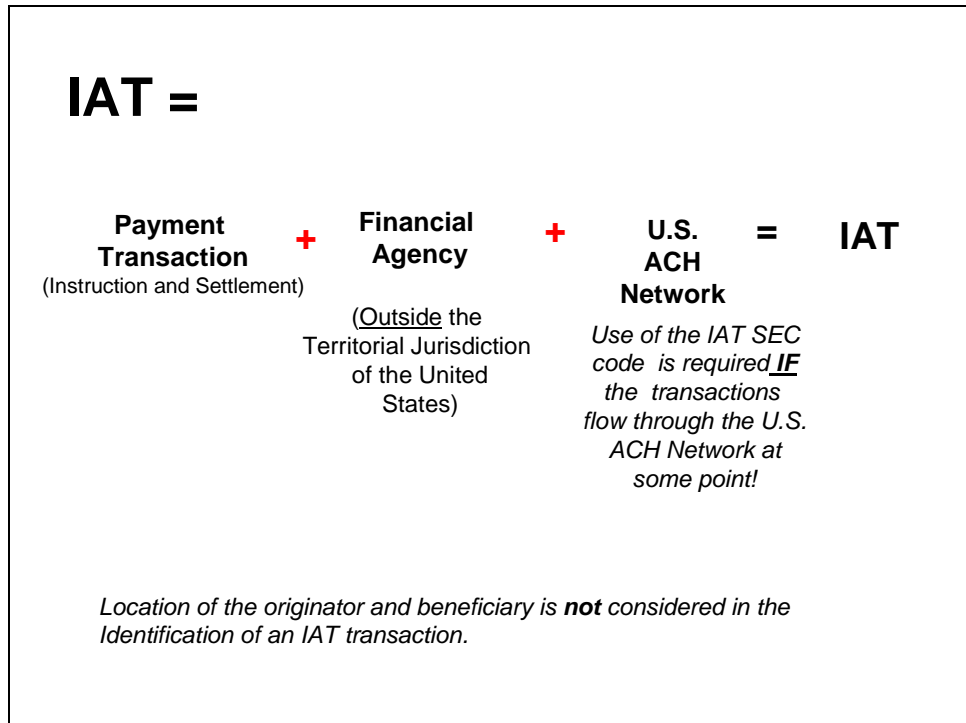 IAT =
Payment
Transaction
(Instruction and Settlement)
+
Financial
Agency
(Outside the
Territorial Jurisdiction
of the United
States)
+
U.S.
ACH
Network
Use of the IAT SEC
code is required IF
the transactions
flow through the U.S.
ACH Network at
some point!
=
IAT
Location of the originator and beneficiary is not considered in the
Identification of an IAT transaction.